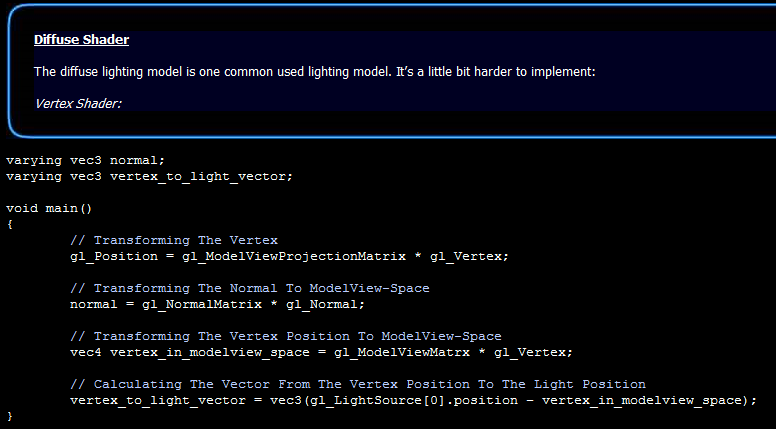 Diffuse Shader
The diffuse lighting model is one common used lighting model. It’s a little bit harder to implement:
Vertex Shader:
varying vec3 normal;
varying vec3 vertex_to_light_vector;
void main()
{
// Transforming The Vertex
gl_Position = gl_ModelViewProjectionMatrix * gl_Vertex;
// Transforming The Normal To ModelView-Space
normal = gl_NormalMatrix * gl_Normal;
// Transforming The Vertex Position To ModelView-Space
vec4 vertex_in_modelview_space = gl_ModelViewMatrx * gl_Vertex;
// Calculating The Vector From The Vertex Position To The Light Position
vertex_to_light_vector = vec3(gl_LightSource[0].position – vertex_in_modelview_space);
}